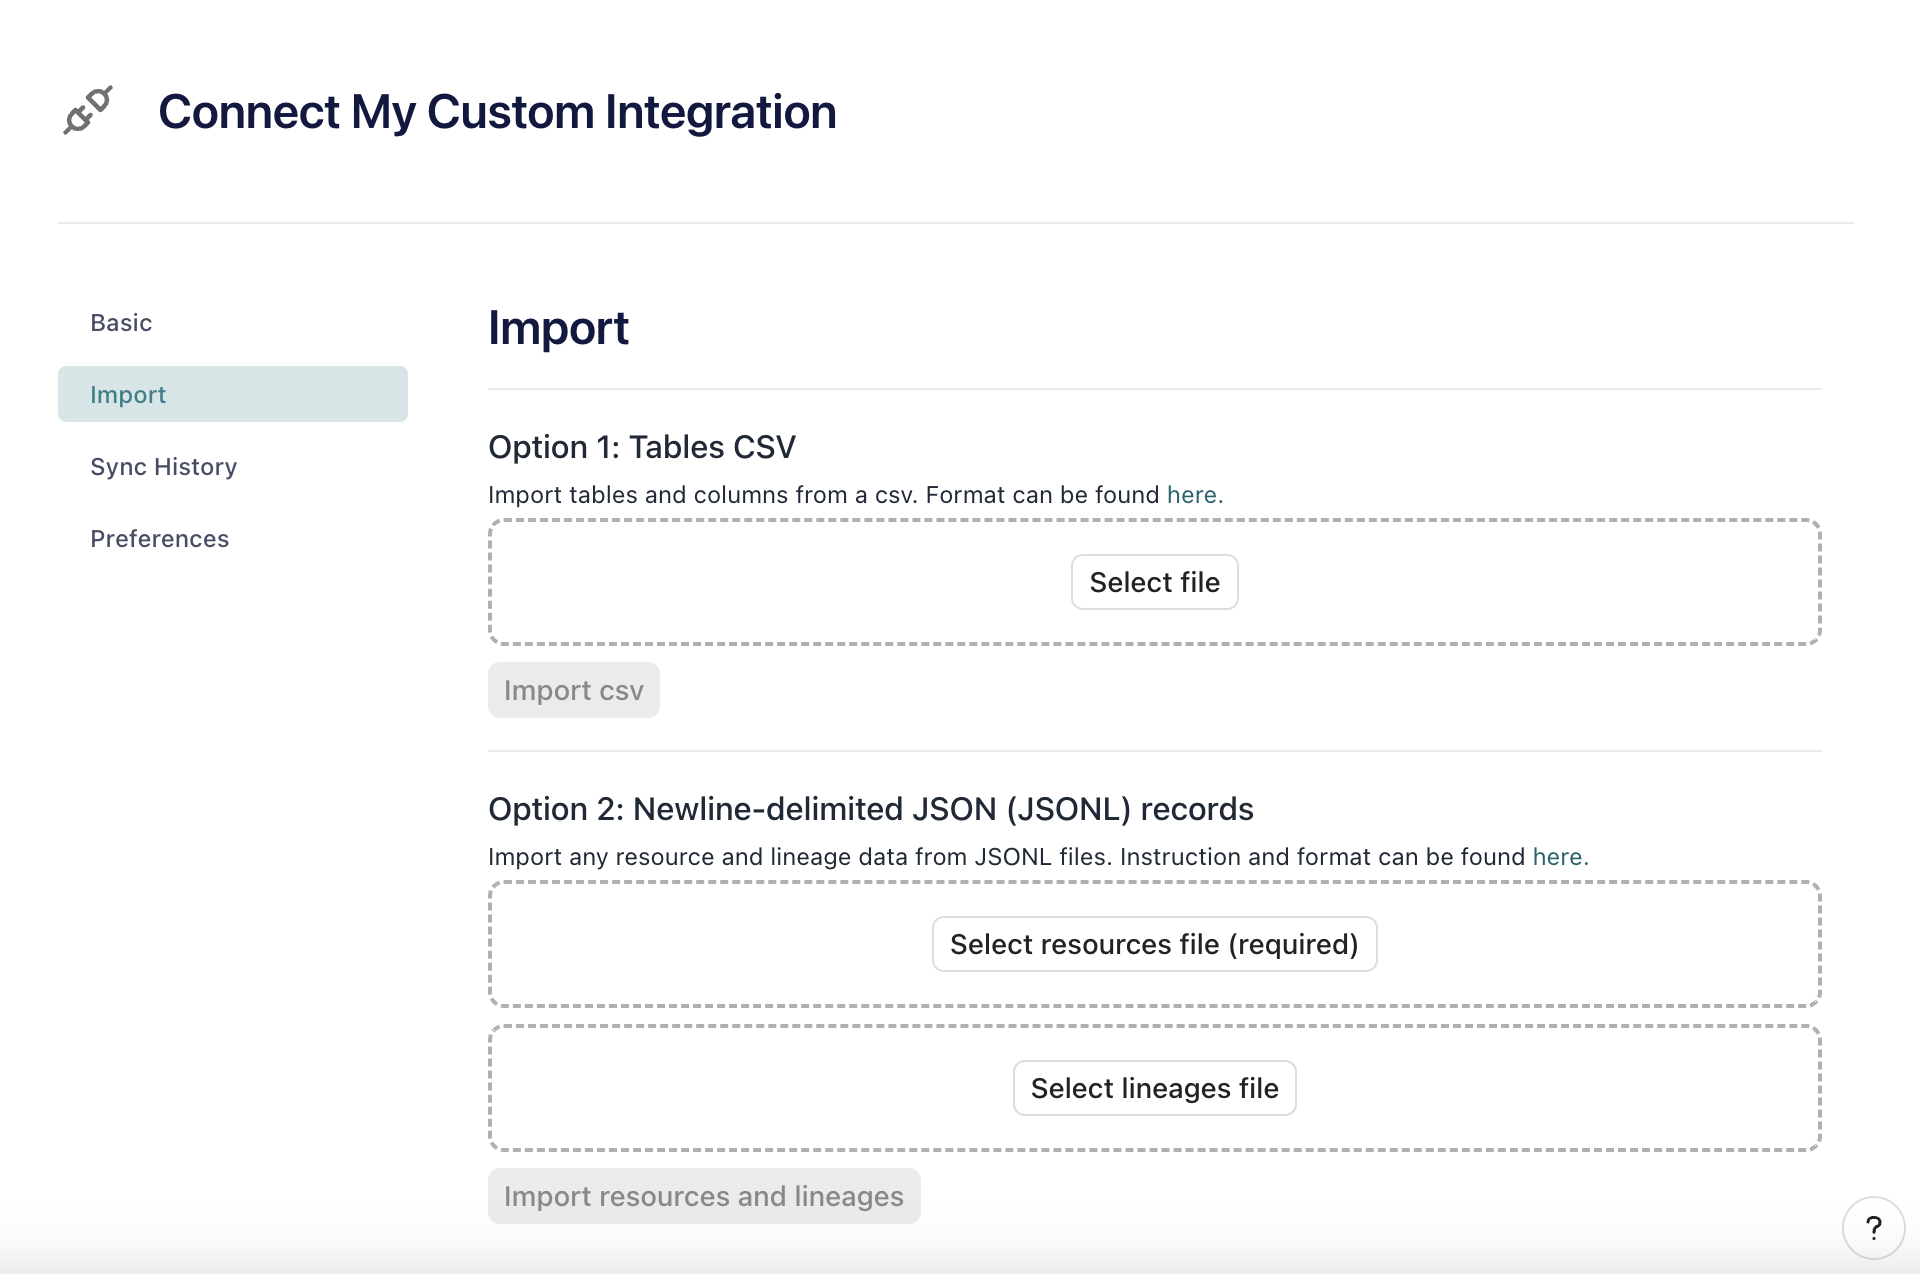 Connect My Custom Integration
Basic
Import
Sync History
Preferences
Import
Option 1: Tables CSV
Import tables and columns from a csv. Format can be found here.
Select file
Import csv
Option 2: Newline-delimited JSON (JSONL) records
Import any resource and lineage data from JSONL files. Instruction and format can be found here.
Select resources file (required)
Select lineages file
Import resources and lineages
?